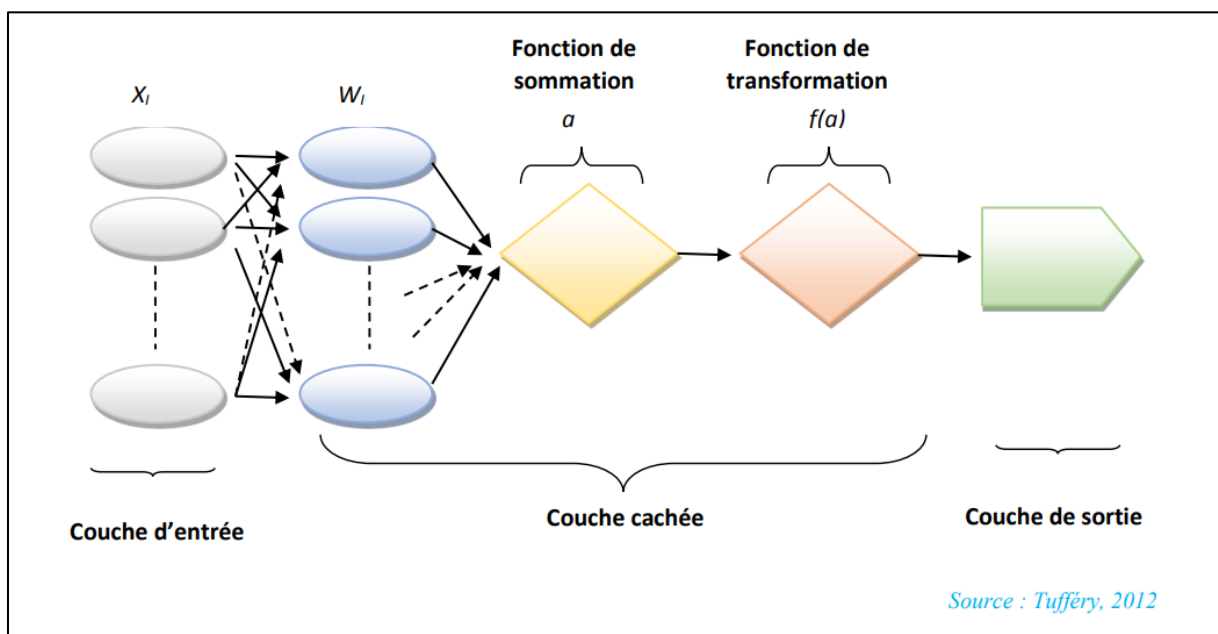 Fonction de
sommation
Fonction de
transformation
XI
WI
a
f(a)
Couche d’entrée
Couche cachée
Couche de sortie
Source : Tufféry, 2012